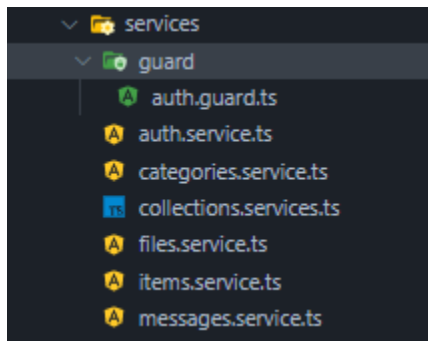 services
guard
auth.guard.ts
auth.service.ts
categories.service.ts
TS collections.services.ts
files.service.ts
items.service.ts
messages.service.ts